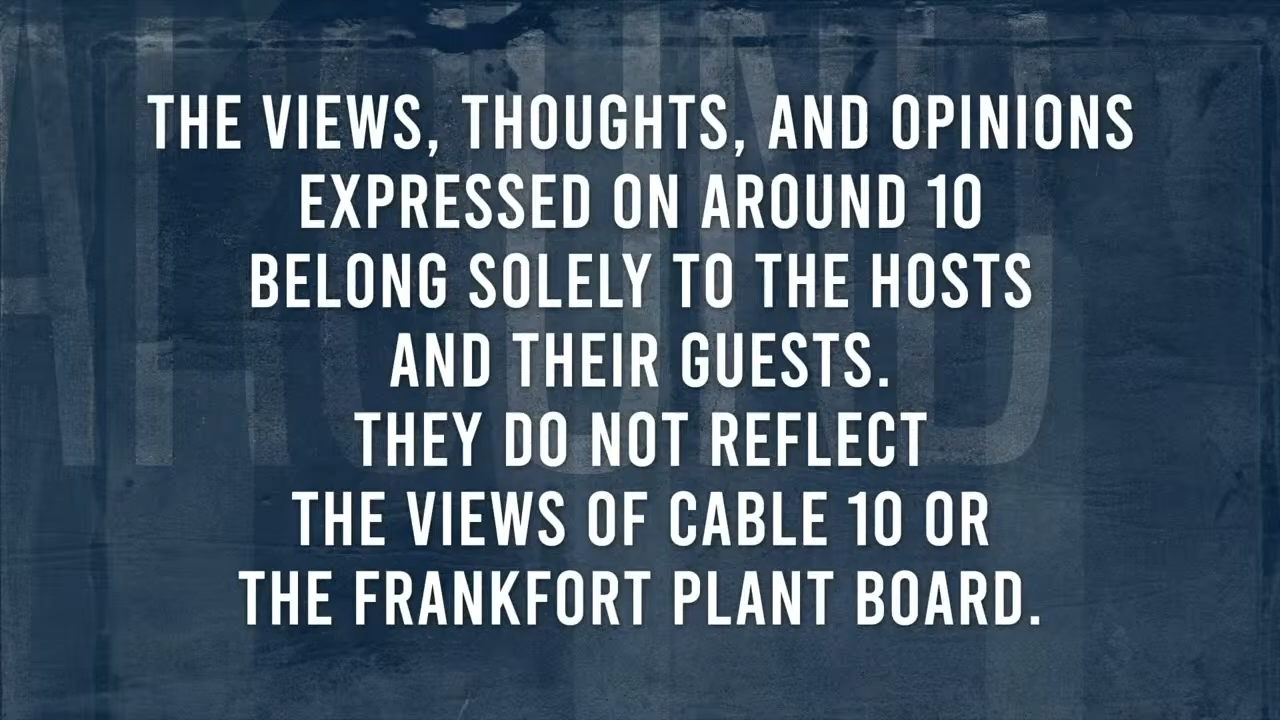 THE VIEWS, THOUGHTS, AND OPINIONS
EXPRESSED ON AROUND 10
BELONG SOLELY TO THE HOSTS
AND THEIR GUESTS.
THEY DO NOT REFLECT
THE VIEWS OF CABLE 10 OR
THE FRANKFORT PLANT BOARD.